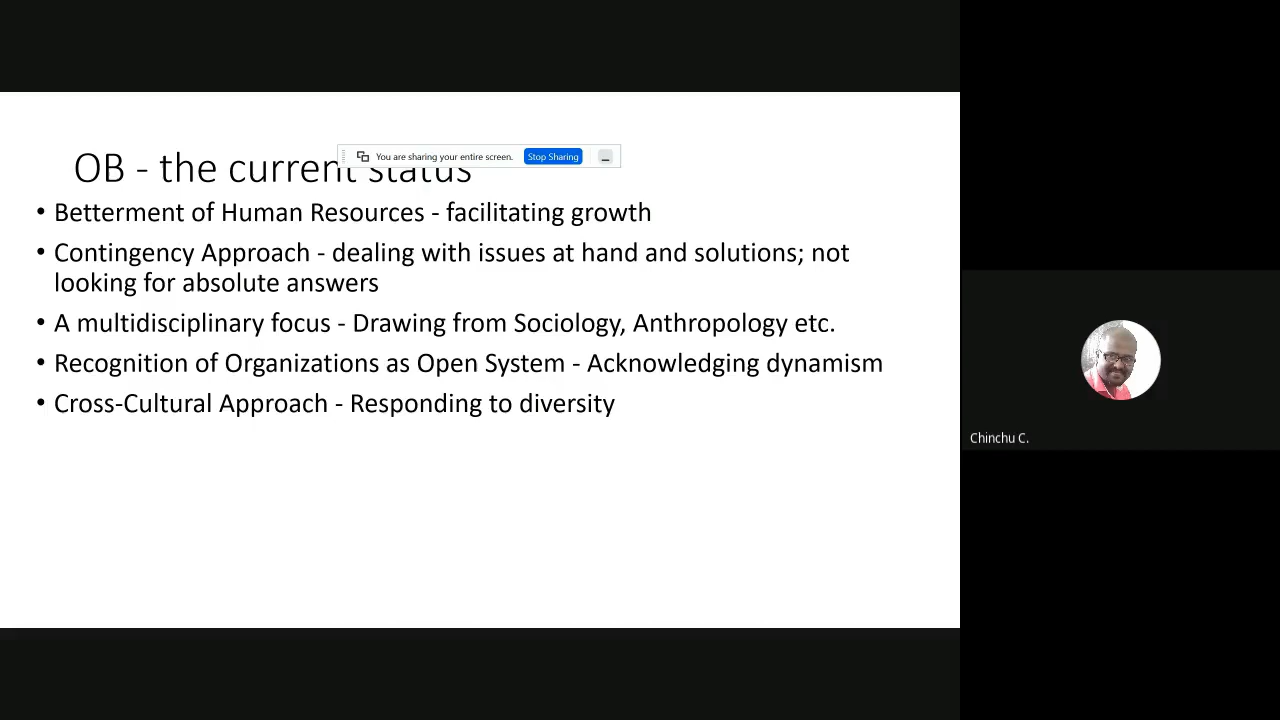 OB - the current status
You are sharing your entire screen. Stop Sharing
• Betterment of Human Resources - facilitating growth
• Contingency Approach - dealing with issues at hand and solutions; not
looking for absolute answers
• A multidisciplinary focus - Drawing from Sociology, Anthropology etc.
• Recognition of Organizations as Open System - Acknowledging dynamism
• Cross-Cultural Approach - Responding to diversity
Chinchu C.